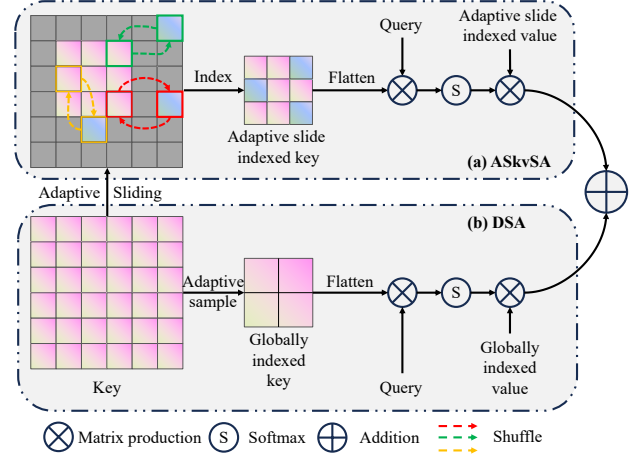 Query
Adaptive slide
indexed value
Index
Flatten
S
Adaptive slide
indexed key
(a) ASkvSA
Adaptive Sliding
(b) DSA
Adaptive
sample
Flatten
S
Globally
indexed
key
Key
Query
Globally
indexed
value
Matrix production
S
Softmax
Addition
Shuffle